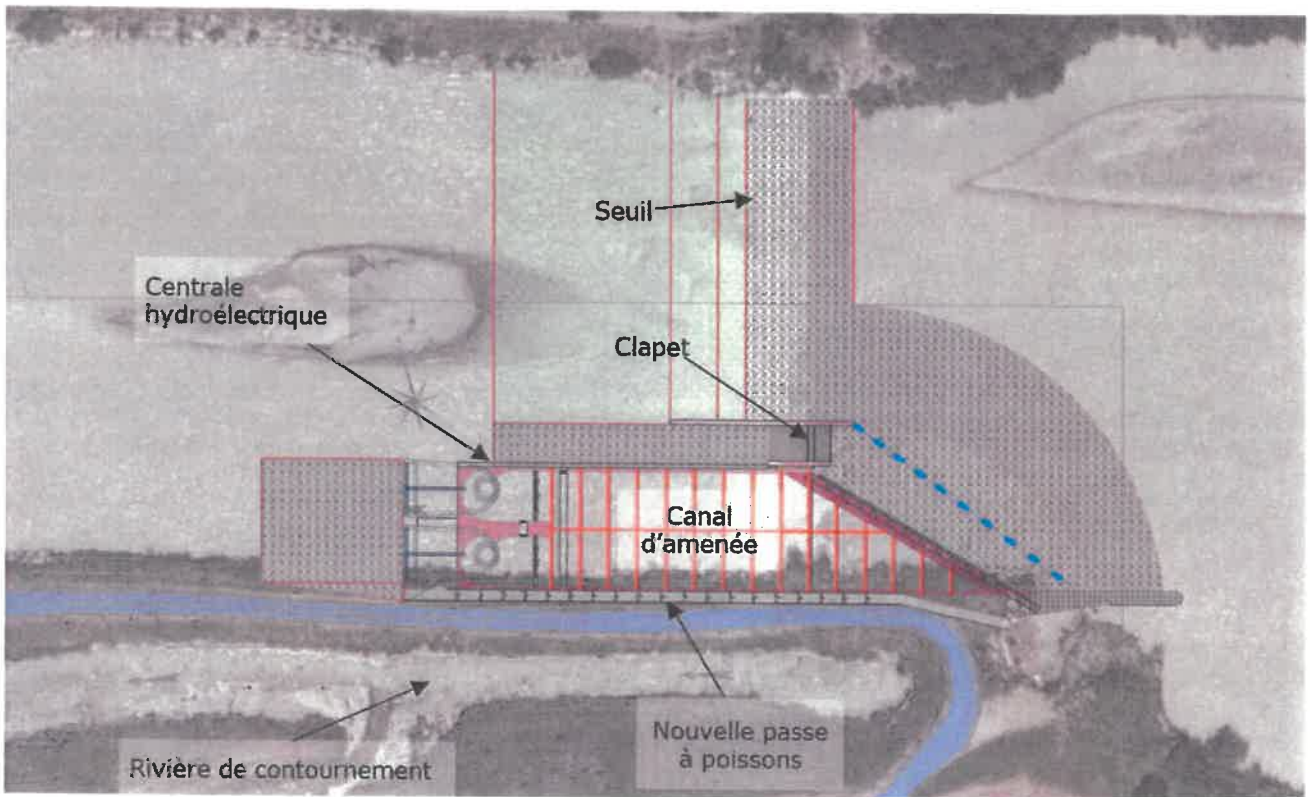 Seuil
Centrale
hydroélectrique
Clapet
Canal
d'amenée
Nouvelle passe
à poissons
Rivière de contournement